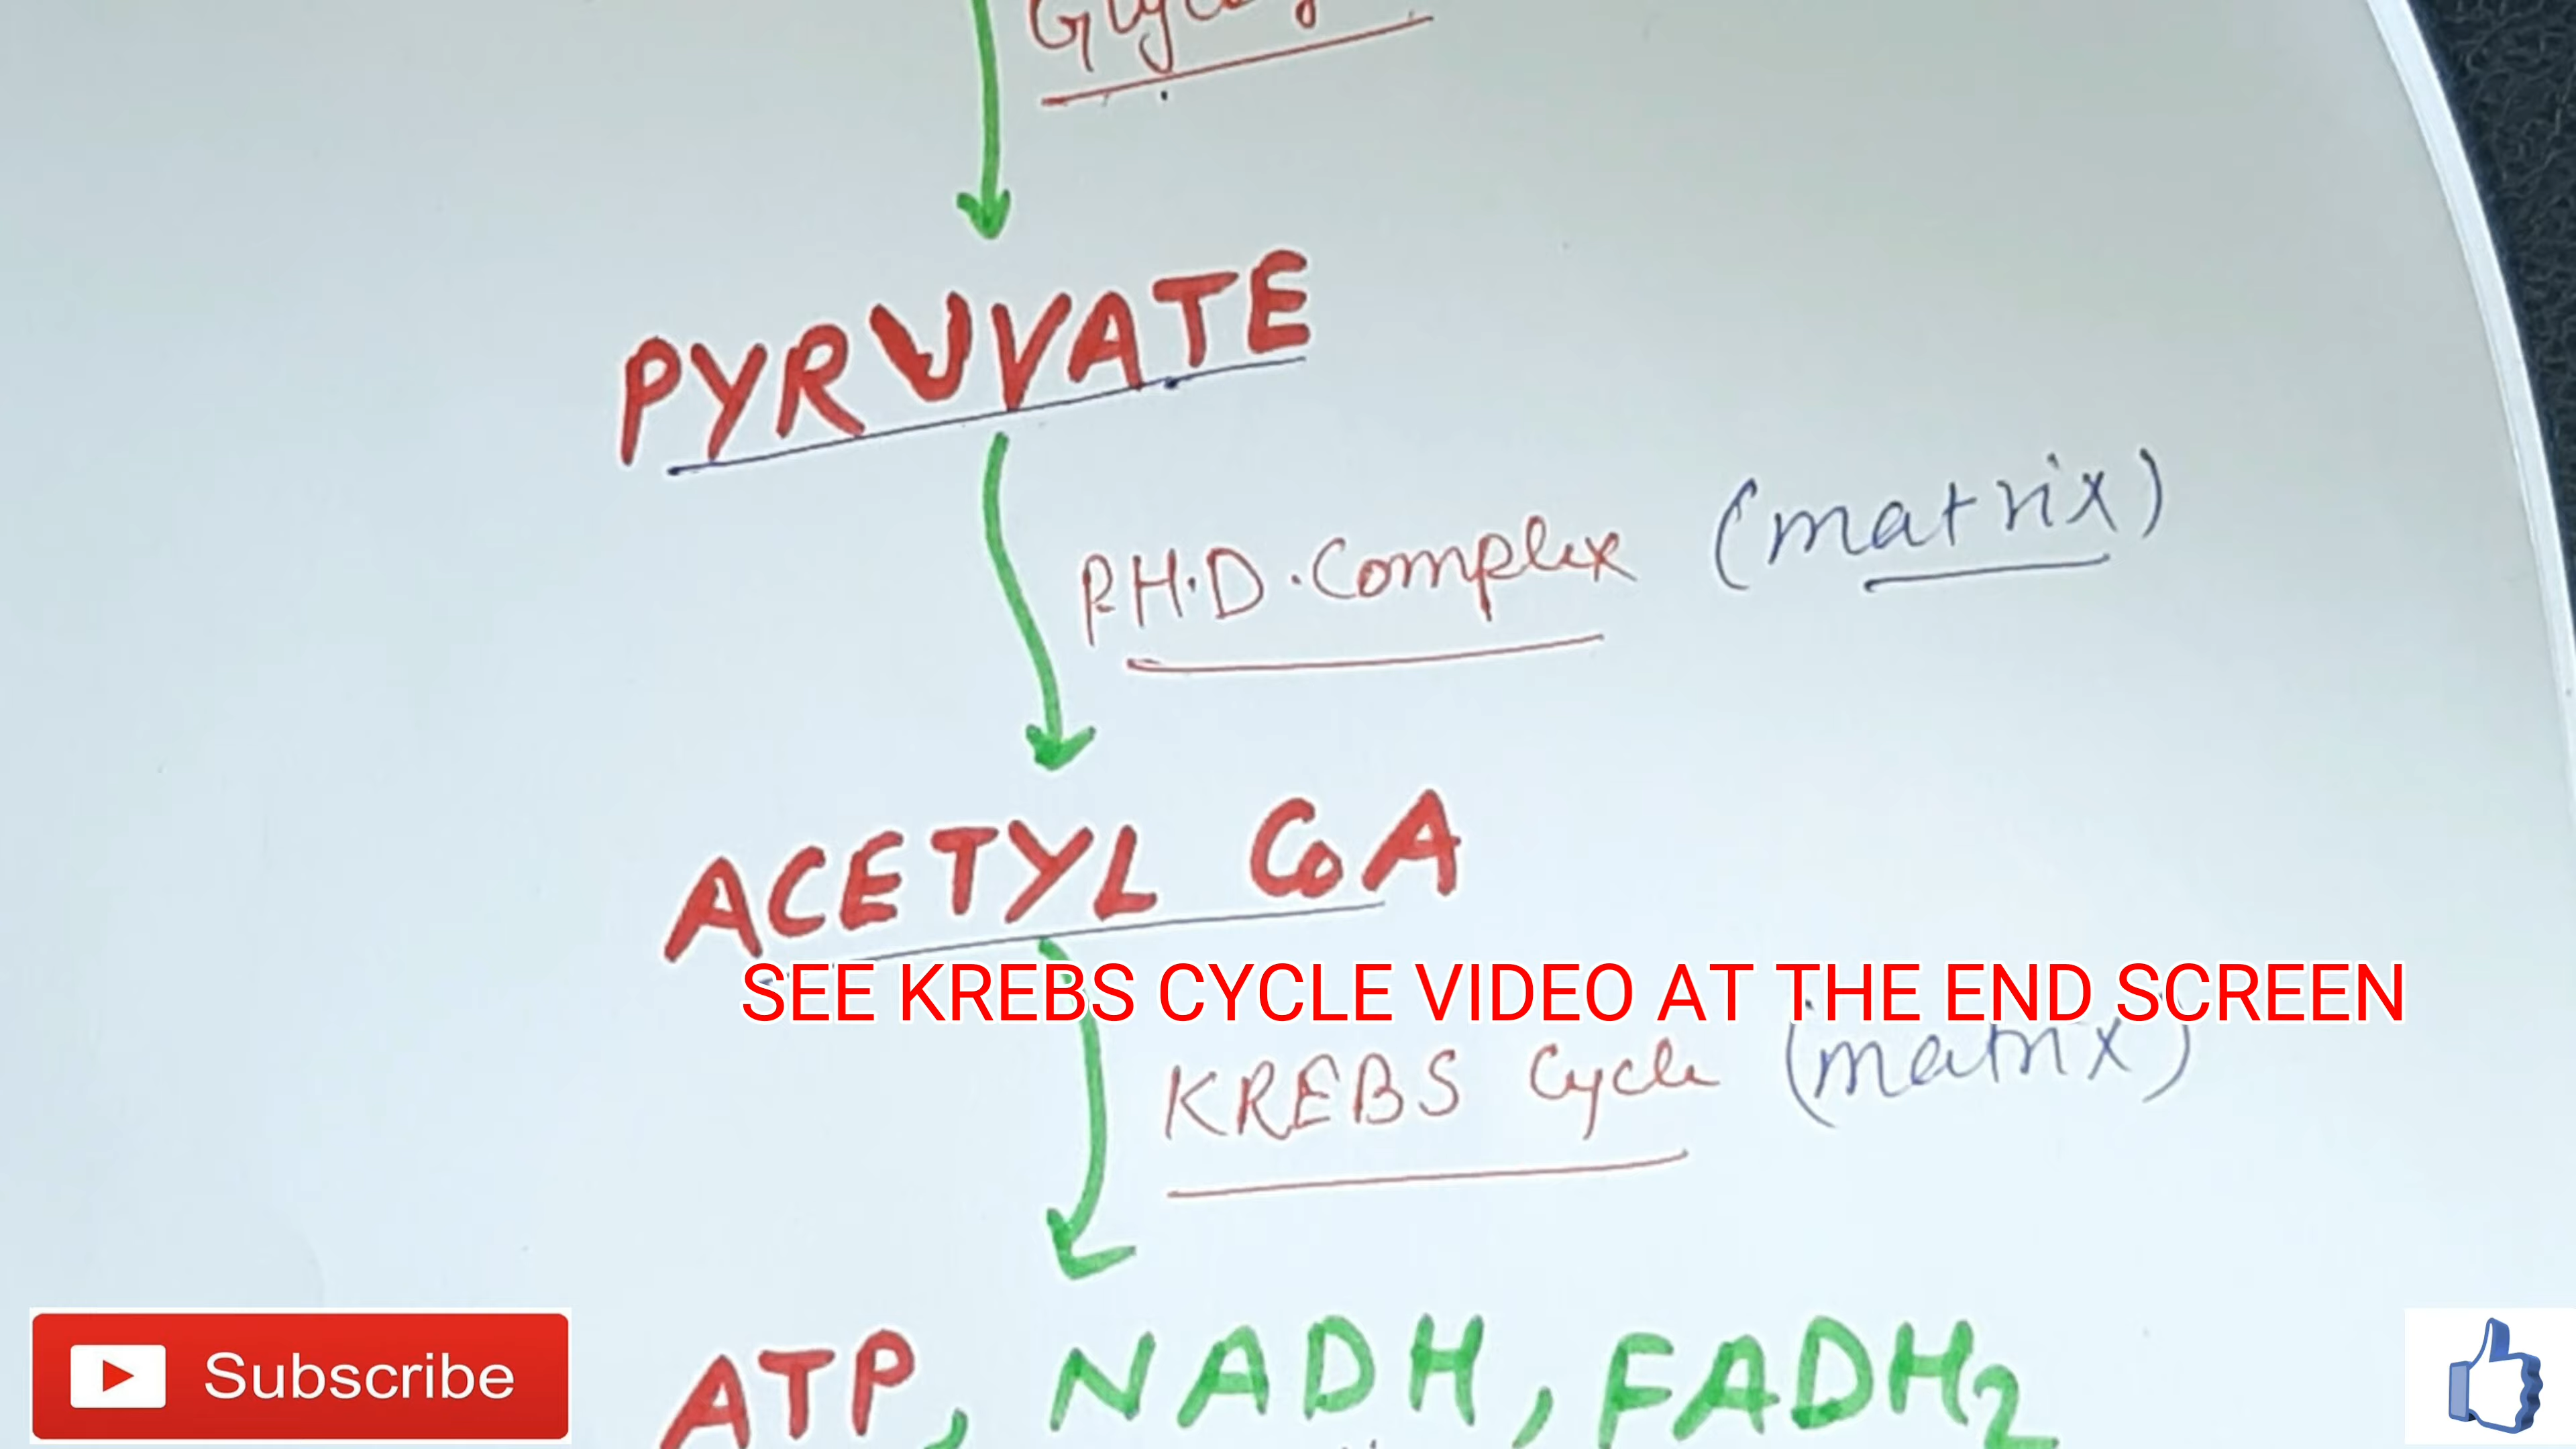 PYRUVATE
P.H.D. Complex (matrix)
ACETYL CoA
SEE KREBS CYCLE VIDEO AT THE END SCREEN
KREBS Cycle (matrix)
ATP, NADH, FADH2
Subscribe